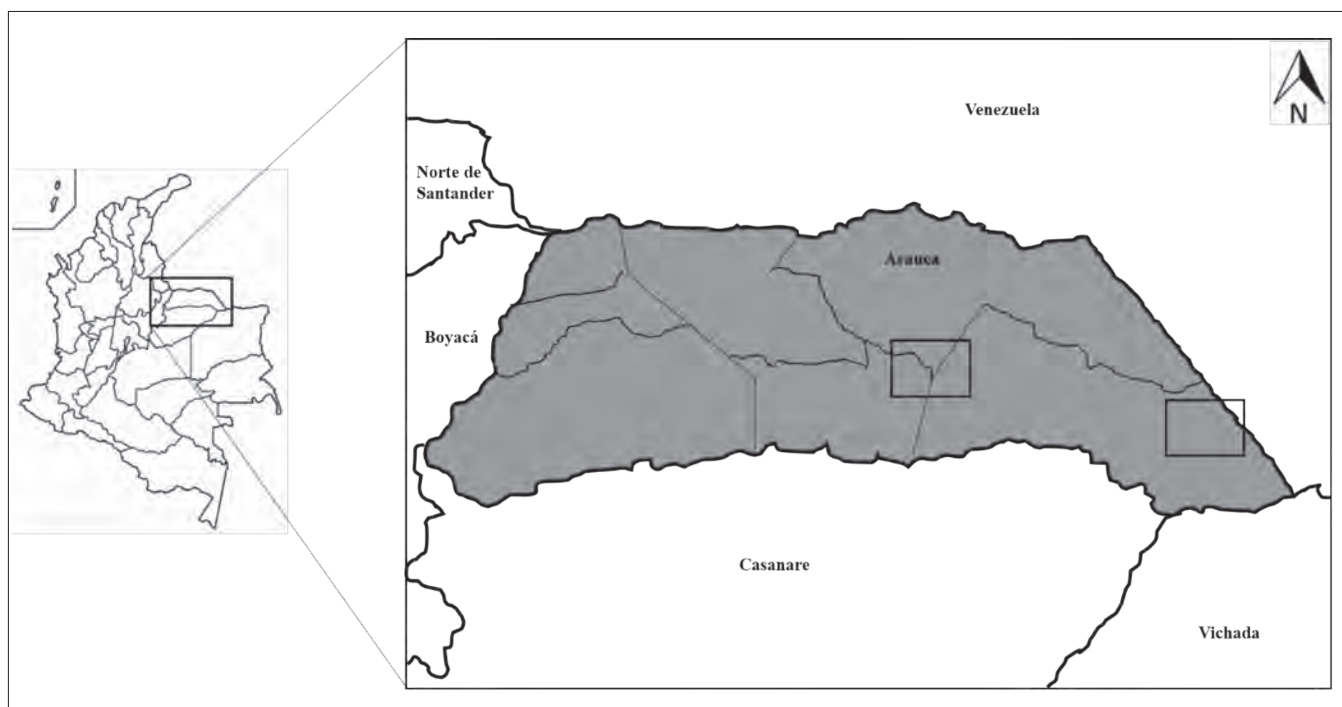 Venezuela
N
Norte de
Santander
Arauca
Boyacá
Casanare
Vichada